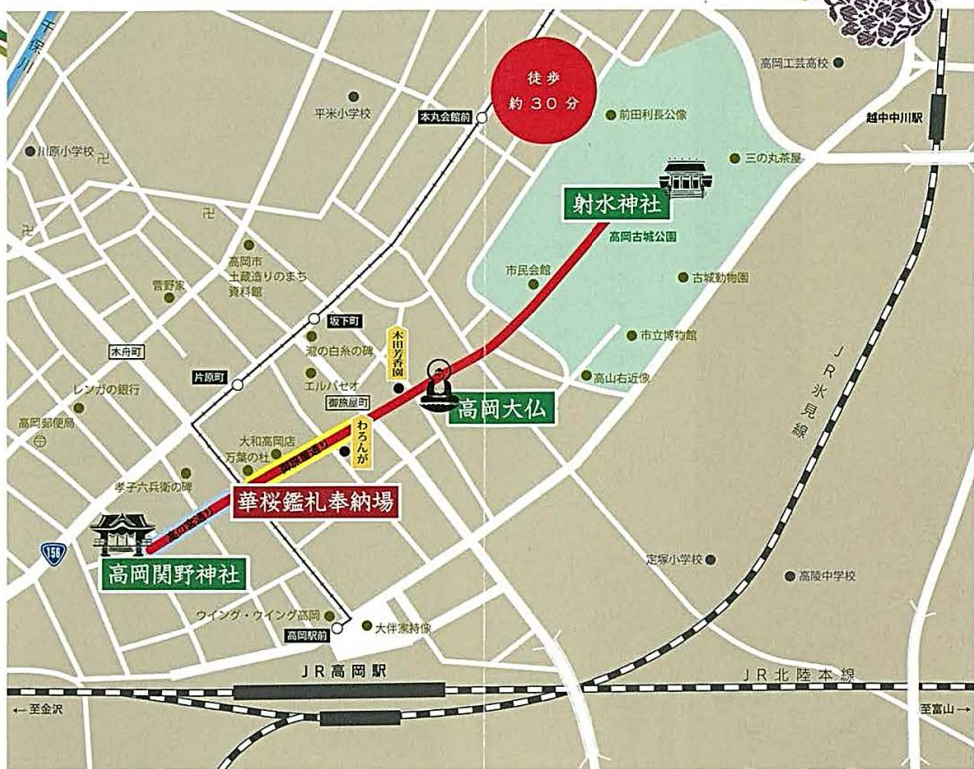 千保川
徒歩
約30分
高岡工芸高校
平米小学校
本丸会館前
前田利長公像
越中中川駅
川原小学校
三の丸茶屋
射水神社
高岡古城公園
高岡市
土蔵造りのまち
資料館
菅野家
市民会館
古城動物園
坂下町
木田芳香園
瀧の白糸の碑
市立博物館
木舟町
片原町
エルパセオ
高山右近像
JR氷見線
レンガの銀行
御旅屋町
高岡大仏
高岡郵便局
大和高岡店
万葉の杜
御旅屋通り
わろんが
孝子六兵衛の碑
華桜鑑札奉納場
156
高岡関野神社
定塚小学校
高陵中学校
ウイング・ウイング高岡
高岡駅前
大伴家持像
JR高岡駅
JR北陸本線
←至金沢
至富山→